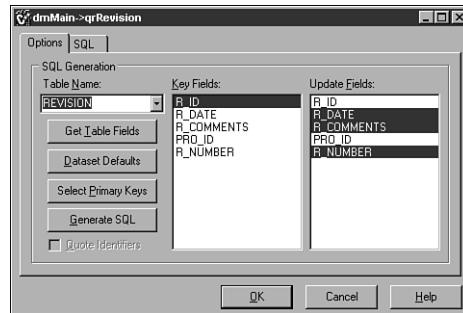 dmMain->qrRevision
Options
SQL
SQL Generation
Table Name:
Key Fields:
Update Fields:
REVISION
R_ID
R_DATE
R_COMMENTS
PRO_ID
R_NUMBER
R_ID
R_DATE
R_COMMENTS
PRO_ID
R_NUMBER
Get Table Fields
Dataset Defaults
Select Primary Keys
Generate SQL
Quote Identifiers
OK
Cancel
Help